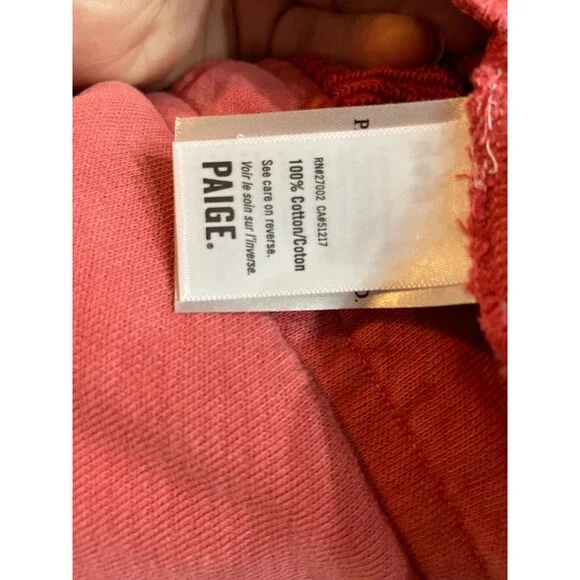 PAIGE®
Voir le soin sur l'inverse.
See care on reverse.
100% Cotton/Coton
RN#27002 CA#51217
P
D.